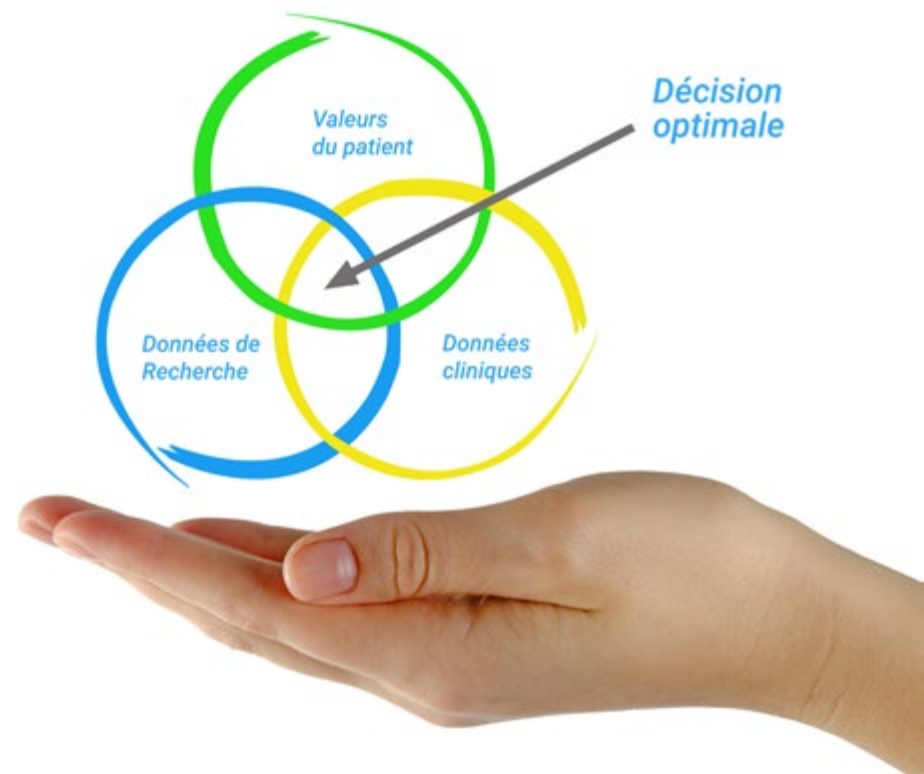 Valeurs
du patient
Décision
optimale
Données de
Recherche
Données
cliniques